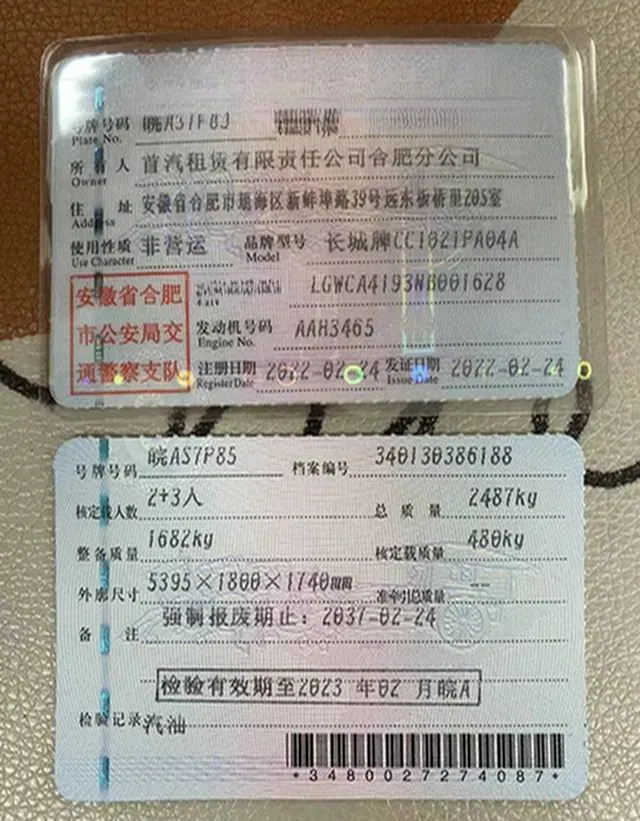 号牌号码
Plate No.
所有人 首汽租赁有限责任公司合肥分公司
Owner
住址 安徽省合肥市瑶海区新蚌埠路39号远东板桥里205室
Address
使用性质 非营运 品牌型号 长城牌CC1021PA04A
Use Character Model
安徽省合肥
市公安局交
通警察支队
LGWCA4193NB001628
发动机号码 AAH3465
Engine No.
注册日期 2022-02-24 发证日期 2022-02-24
Register Date Issue Date
号牌号码 皖AS7P85 档案编号 340130386188
核定载人数 2+3人 总质量 2487kg
整备质量 1682kg 核定载质量 480kg
外廓尺寸 5395×1800×1740mm 准牵引总质量 --
备注 强制报废期止：2037-02-24
检验有效期至2023 年02 月皖A
检验记录 汽油
*3480027274087*